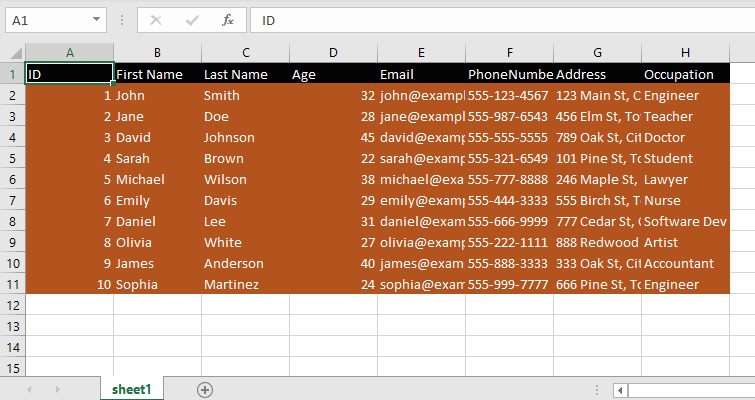 A1 fx ID
A B C D E F G H
1 ID First Name Last Name Age Email PhoneNumbe Address Occupation
2 1 John Smith 32 john@exampl 555-123-4567 123 Main St, C Engineer
3 2 Jane Doe 28 jane@examp 555-987-6543 456 Elm St, To Teacher
4 3 David Johnson 45 david@examp 555-555-5555 789 Oak St, Cit Doctor
5 4 Sarah Brown 22 sarah@examp 555-321-6549 101 Pine St, To Student
6 5 Michael Wilson 38 michael@exa 555-777-8888 246 Maple St, Lawyer
7 6 Emily Davis 29 emily@examp 555-444-3333 555 Birch St, T Nurse
8 7 Daniel Lee 31 daniel@exam 555-666-9999 777 Cedar St, C Software Dev
9 8 Olivia White 27 olivia@examp 555-222-1111 888 Redwood Artist
10 9 James Anderson 40 james@exam 555-888-3333 333 Oak St, Cit Accountant
11 10 Sophia Martinez 24 sophia@exam 555-999-7777 666 Pine St, To Engineer
12
13
14
15
sheet1